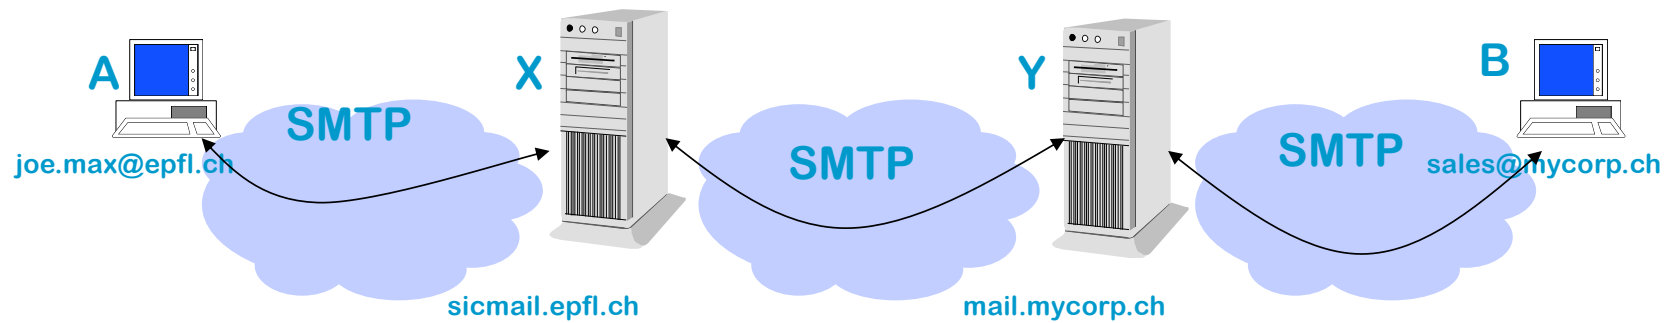 A
X
Y
B
SMTP
SMTP
SMTP
joe.max@epfl.ch
sales@mycorp.ch
sicmail.epfl.ch
mail.mycorp.ch